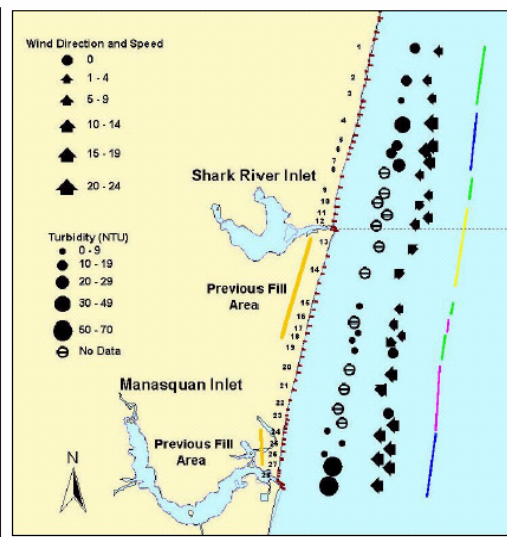 Wind Direction and Speed
0
1 - 4
5 - 9
10 - 14
15 - 19
20 - 24
Turbidity (NTU)
0 - 9
10 - 19
20 - 29
30 - 49
50 - 70
No Data
Shark River Inlet
Previous Fill
Area
Manasquan Inlet
Previous Fill
Area
N
1
2
3
4
5
6
7
8
9
10
11
12
13
14
15
16
17
18
19
20
21
22
23
24
25
26
27